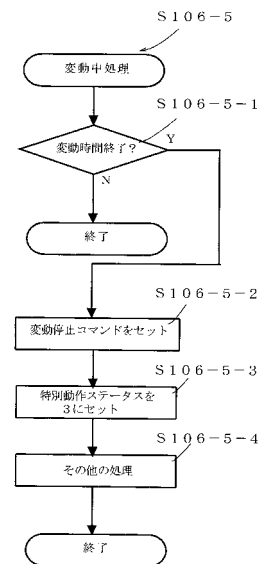 Ｓ１０６－５
変動中処理
Ｓ１０６－５－１
変動時間終了？
Ｙ
Ｎ
終了
Ｓ１０６－５－２
変動停止コマンドをセット
Ｓ１０６－５－３
特別動作ステータスを
３にセット
Ｓ１０６－５－４
その他の処理
終了